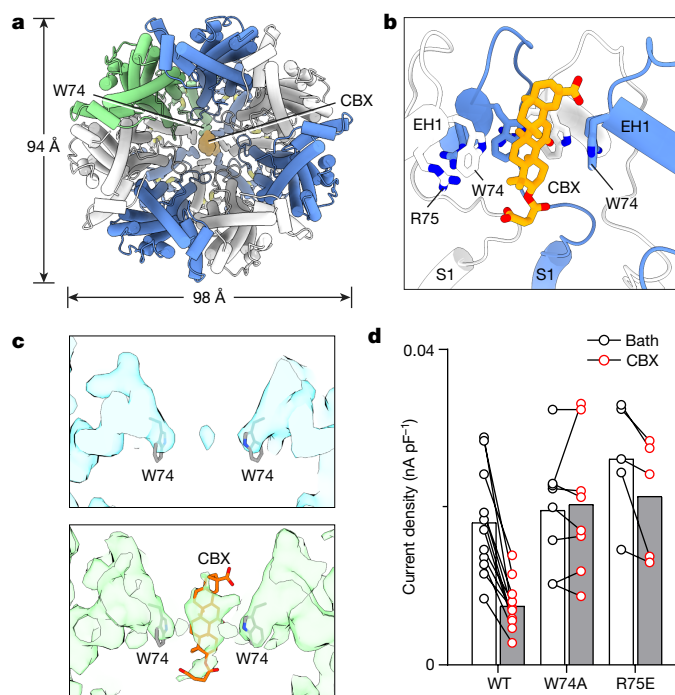 a
W74
CBX
94 Å
98 Å
b
EH1
EH1
W74
CBX
W74
R75
S1
S1
c
W74
W74
CBX
W74
W74
d
Bath
CBX
0.04
Current density (nA pF⁻¹)
0
WT
W74A
R75E